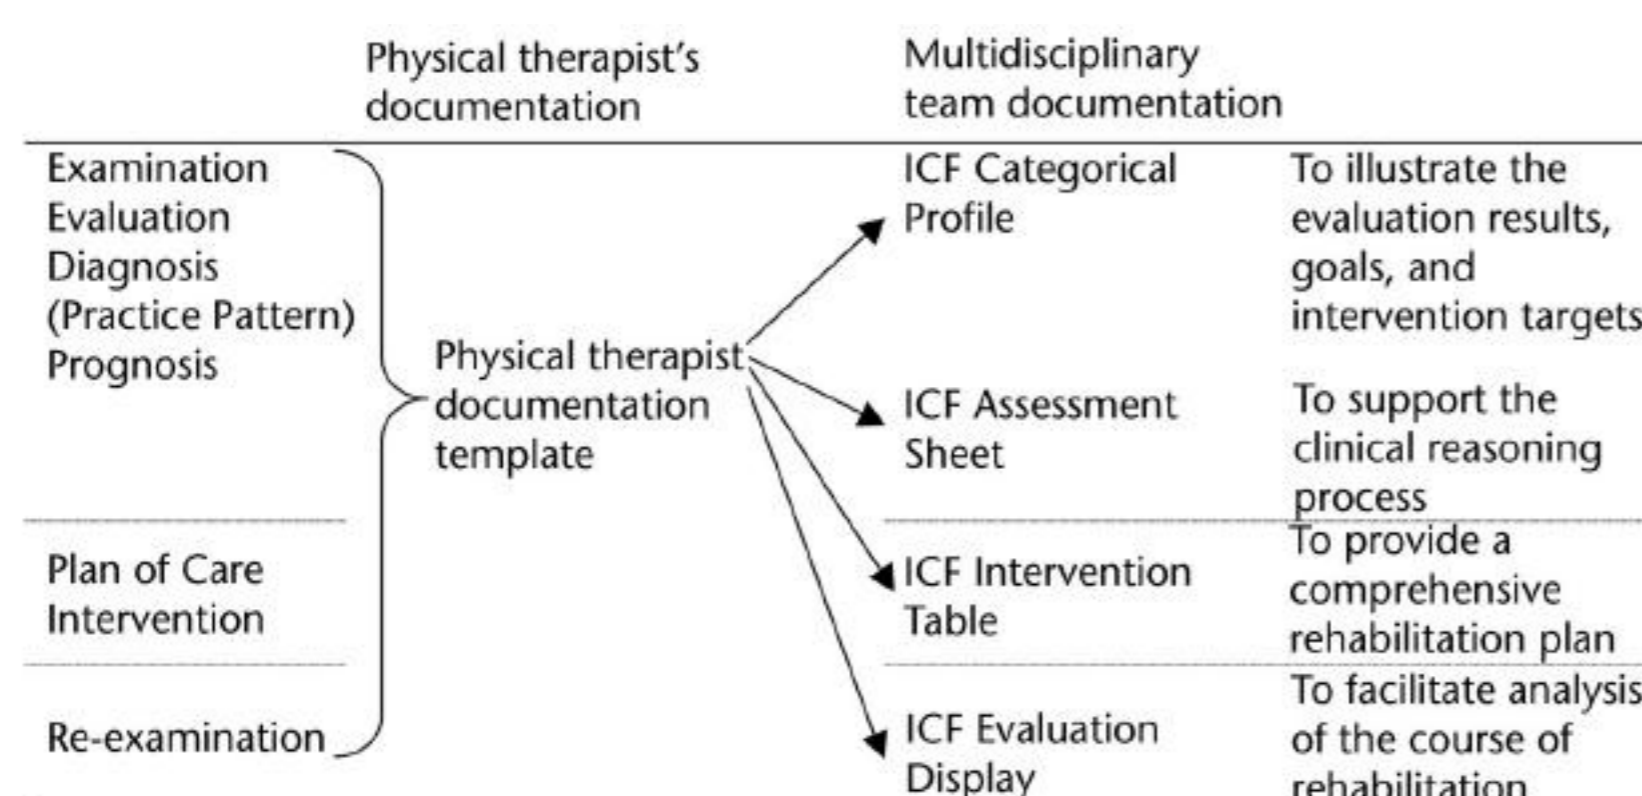 Physical therapist's
documentation
Multidisciplinary
team documentation
Examination
Evaluation
Diagnosis
(Practice Pattern)
Prognosis
Plan of Care
Intervention
Re-examination
Physical therapist
documentation
template
ICF Categorical
Profile
To illustrate the
evaluation results,
goals, and
intervention targets
ICF Assessment
Sheet
To support the
clinical reasoning
process
ICF Intervention
Table
To provide a
comprehensive
rehabilitation plan
ICF Evaluation
Display
To facilitate analysis
of the course of
rehabilitation